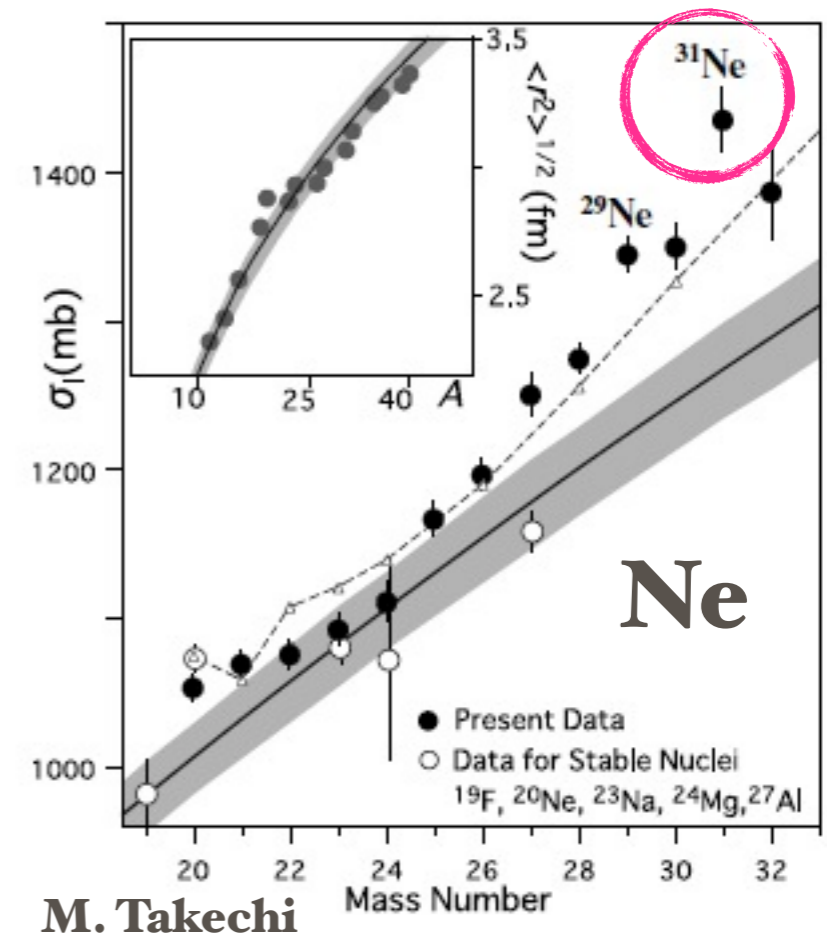 3,5
<r²>¹/² (fm)
2.5
10 25 40 A
³¹Ne
²⁹Ne
1400
1200
1000
σI(mb)
Ne
Present Data
Data for Stable Nuclei
¹⁹F, ²⁰Ne, ²³Na, ²⁴Mg,²⁷Al
20 22 24 26 28 30 32
Mass Number
M. Takechi